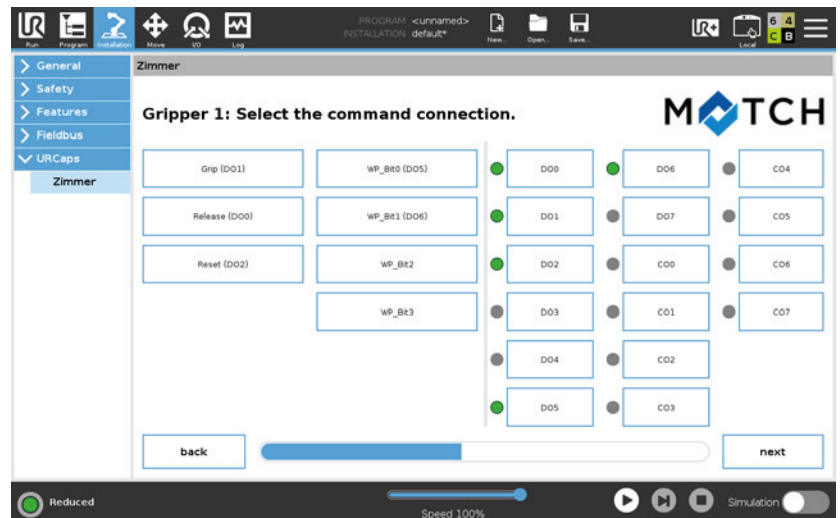 UR
PROGRAM <unnamed>
INSTALLATION default*
UR+
6 4
C B
Run
Program
Installation
Move
I/O
Log
New...
Open...
Save...
Local
General
Safety
Features
Fieldbus
URCaps
Zimmer
Zimmer
Gripper 1: Select the command connection.
MATCH
Grip (DO1)
WP_Bit0 (DO5)
DO0
DO6
CO4
Release (DO0)
WP_Bit1 (DO6)
DO1
DO7
CO5
Reset (DO2)
WP_Bit2
DO2
CO0
CO6
WP_Bit3
DO3
CO1
CO7
DO4
CO2
DO5
CO3
back
next
Reduced
Speed 100%
Simulation